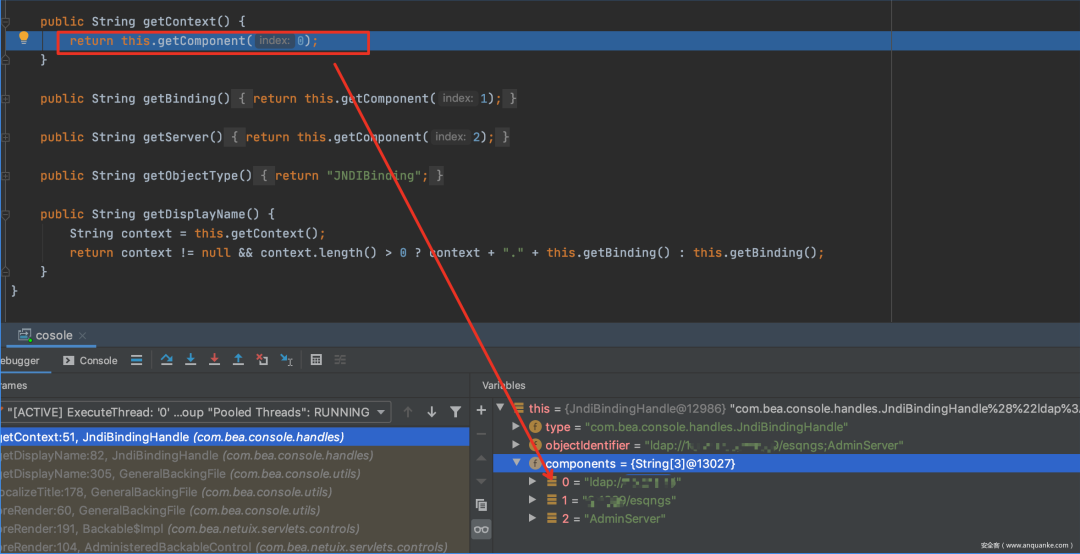 public String getContext() {
return this.getComponent( index: 0);
}
public String getBinding() { return this.getComponent( index: 1); }
public String getServer() { return this.getComponent( index: 2); }
public String getObjectType() { return "JNDIBinding"; }
public String getDisplayName() {
String context = this.getContext();
return context != null && context.length() > 0 ? context + "." + this.getBinding() : this.getBinding();
}
}
cosole
ebugger Console
rames
"[ACTIVE] ExecuteThread: '0' ...oup "Pooled Threads": RUNNING
getContext:51, JndiBindingHandle (com.bea.console.handles)
getDisplayName:82, JndiBindingHandle (com.bea.console.handles)
getDisplayName:305, GeneralBackingFile (com.bea.console.utils)
localizeTitle:178, GeneralBackingFile (com.bea.console.utils)
oreRender:60, GeneralBackingFile (com.bea.console.utils)
oreRender:191, Backable$Impl (com.bea.netuix.servlets.controls)
oreRender:104, AdministeredBackableControl (com.bea.netuix.servlets.controls)
Variables
this = {JndiBindingHandle@12986} "com.bea.console.handles.JndiBindingHandle%28%22ldap%3
type = "com.bea.console.handles.JndiBindingHandle"
objectIdentifier = "ldap://1 /esqngs;AdminServer"
components = {String[3]@13027}
0 = "ldap:// "
1 = " /esqngs"
2 = "AdminServer"
安全客 (www.anquanke.com)